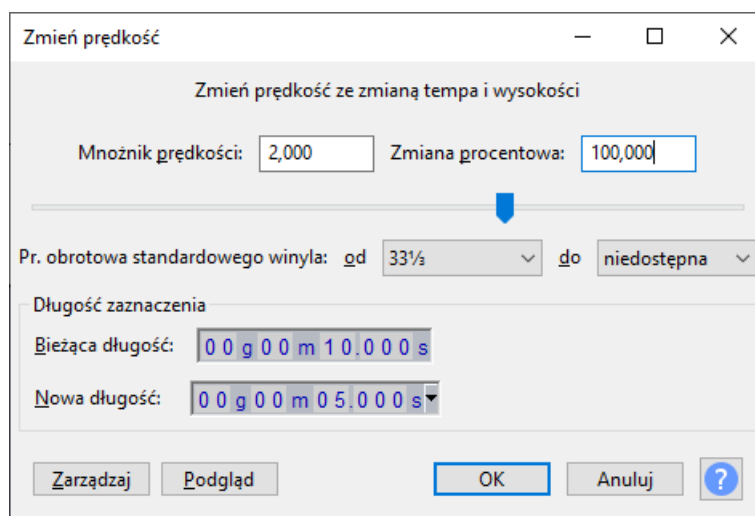 Zmień prędkość
Zmień prędkość ze zmianą tempa i wysokości
Mnożnik prędkości: 2,000 Zmiana procentowa: 100,000
Pr. obrotowa standardowego winyla: od 33⅓ do niedostępna
Długość zaznaczenia
Bieżąca długość: 00g00m10.000s
Nowa długość: 00g00m05.000s
Zarządzaj Podgląd OK Anuluj ?